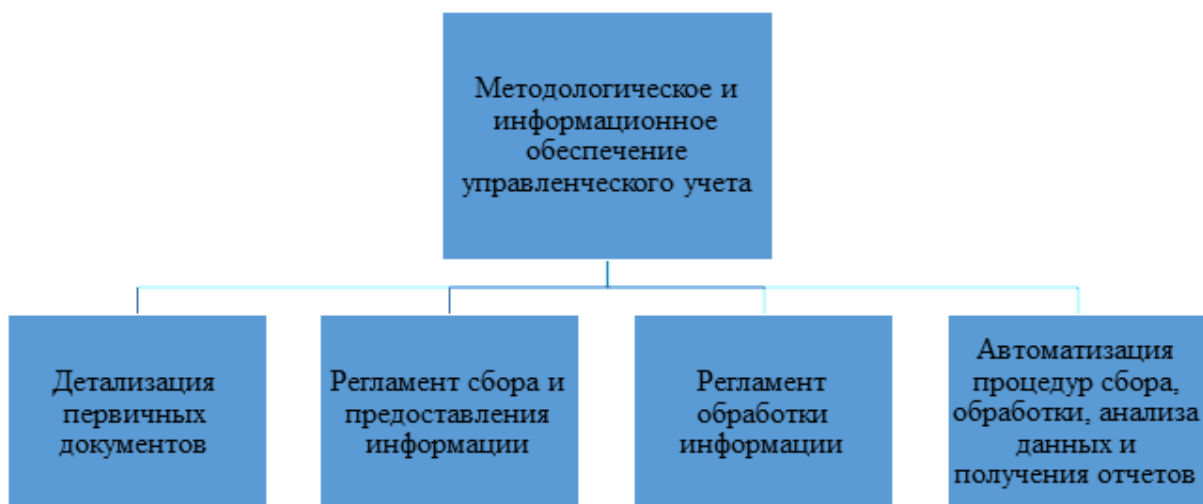 Методологическое и
информационное
обеспечение
управленческого учета
Детализация
первичных
документов
Регламент сбора и
предоставления
информации
Регламент
обработки
информации
Автоматизация
процедур сбора,
обработки, анализа
данных и
получения отчетов